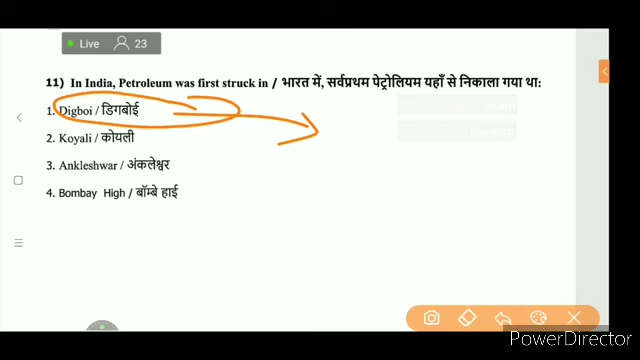 Live 23
11) In India, Petroleum was first struck in / भारत में, सर्वप्रथम पेट्रोलियम यहाँ से निकाला गया था:
1. Digboi / डिगबोई
2. Koyali / कोयली
3. Ankleshwar / अंकलेश्वर
4. Bombay High / बॉम्बे हाई
PowerDirector